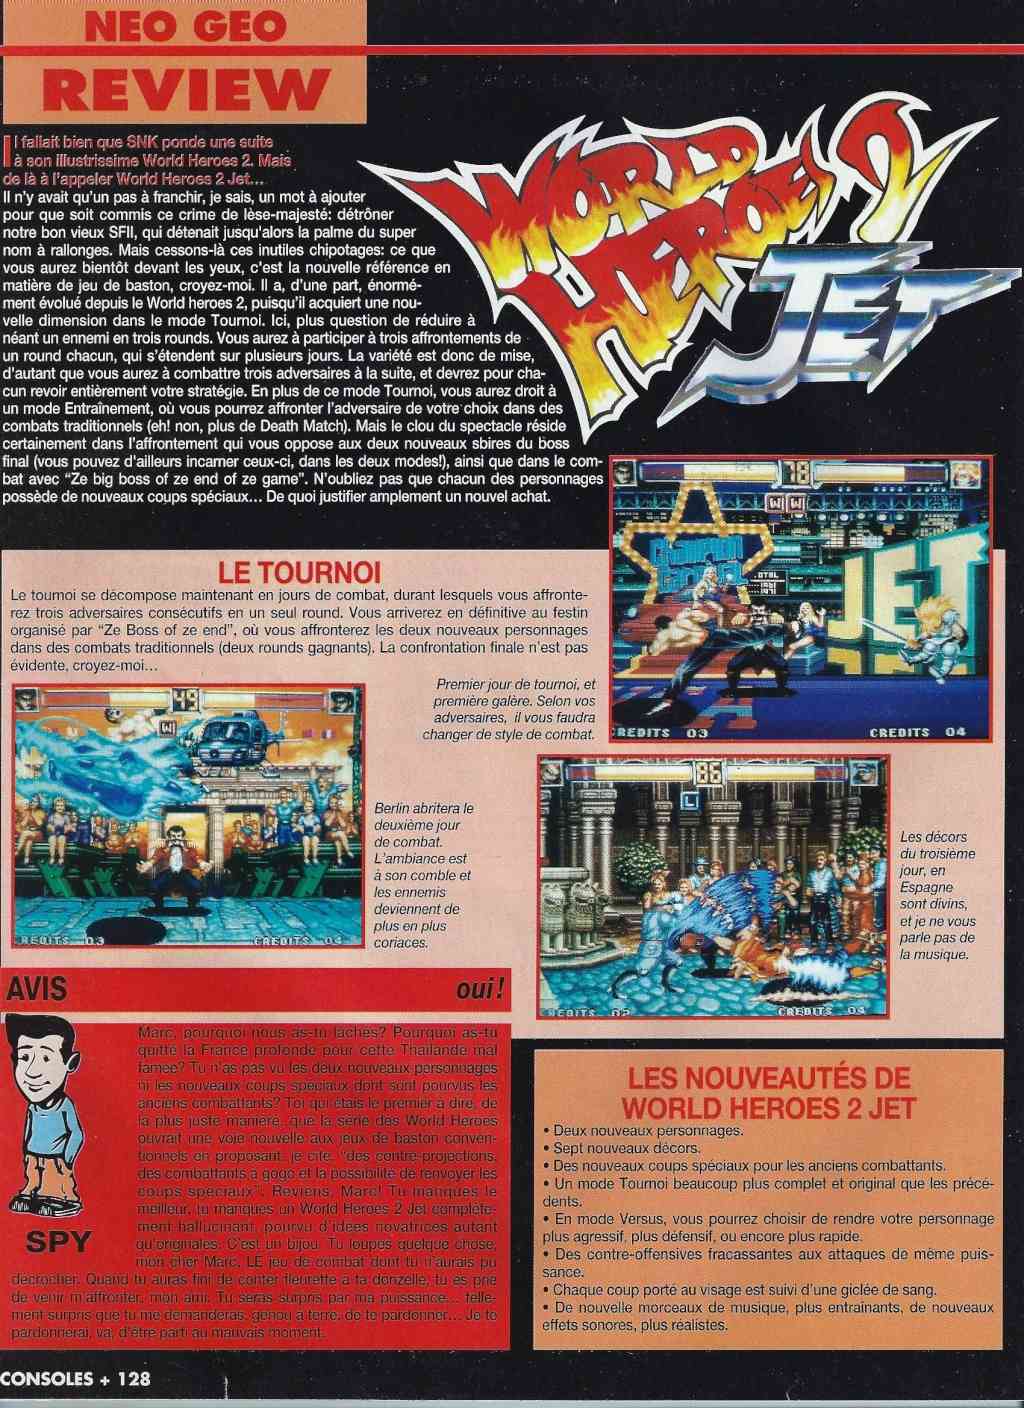 NEO GEO
REVIEW
WORLD
HEROES 2
JET
Il fallait bien que SNK ponde une suite
à son illustrissime World Heroes 2. Mais
de là à l'appeler World Heroes 2 Jet...
Il n'y avait qu'un pas à franchir, je sais, un mot à ajouter
pour que soit commis ce crime de lèse-majesté: détrôner
notre bon vieux SFII, qui détenait jusqu'alors la palme du super
nom à rallonges. Mais cessons-là ces inutiles chipotages: ce que
vous aurez bientôt devant les yeux, c'est la nouvelle référence en
matière de jeu de baston, croyez-moi. Il a, d'une part, énormé-
ment évolué depuis le World heroes 2, puisqu'il acquiert une nou-
velle dimension dans le mode Tournoi. Ici, plus question de réduire à
néant un ennemi en trois rounds. Vous aurez à participer à trois affrontements de
un round chacun, qui s'étendent sur plusieurs jours. La variété est donc de mise,
d'autant que vous aurez à combattre trois adversaires à la suite, et devrez pour cha-
cun revoir entièrement votre stratégie. En plus de ce mode Tournoi, vous aurez droit à
un mode Entraînement, où vous pourrez affronter l'adversaire de votre choix dans des
combats traditionnels (eh! non, plus de Death Match). Mais le clou du spectacle réside
certainement dans l'affrontement qui vous oppose aux deux nouveaux sbires du boss
final (vous pouvez d'ailleurs incarner ceux-ci, dans les deux modes!), ainsi que dans le com-
bat avec "Ze big boss of ze end of ze game". N'oubliez pas que chacun des personnages
possède de nouveaux coups spéciaux... De quoi justifier amplement un nouvel achat.
78
W W
JET
CREDITS 03
CREDITS 04
LE TOURNOI
Le tournoi se décompose maintenant en jours de combat, durant lesquels vous affronte-
rez trois adversaires consécutifs en un seul round. Vous arriverez en définitive au festin
organisé par "Ze Boss of ze end", où vous affronterez les deux nouveaux personnages
dans des combats traditionnels (deux rounds gagnants). La confrontation finale n'est pas
évidente, croyez-moi...
Premier jour de tournoi, et
première galère. Selon vos
adversaires, il vous faudra
changer de style de combat.
W
CREDITS 03
CREDITS 04
Berlin abritera le
deuxième jour
de combat.
L'ambiance est
à son comble et
les ennemis
deviennent de
plus en plus
coriaces.
86
L
CREDITS 02
CREDITS 04
Les décors
du troisième
jour, en
Espagne
sont divins,
et je ne vous
parle pas de
la musique.
AVIS
oui!
Marc, pourquoi nous as-tu lâchés? Pourquoi as-tu
quitté la France profonde pour cette Thaïlande mal
famée? Tu n'as pas vu les deux nouveaux personnages
ni les nouveaux coups spéciaux dont sont pourvus les
anciens combattants? Toi qui étais le premier à dire, de
la plus juste manière, que la série des World Heroes
ouvrait une voie nouvelle aux jeux de baston conven-
tionnels en proposant, je cite, "des contre-projections,
des combattants à gogo et la possibilité de renvoyer les
coups spéciaux". Reviens, Marc! Tu manques le
meilleur, tu manques un World Heroes 2 Jet complète-
ment hallucinant, pourvu d'idées novatrices autant
qu'originales. C'est un bijou. Tu loupes quelque chose,
mon cher Marc, LE jeu de combat dont tu n'aurais pu
décrocher. Quand tu auras fini de conter fleurette à ta donzelle, tu es prié
de venir m'affronter, mon ami. Tu seras surpris par ma puissance... telle-
ment surpris que tu me demanderas, genou à terre, de te pardonner... Je te
pardonnerai, va, d'être parti au mauvais moment.
SPY
LES NOUVEAUTÉS DE
WORLD HEROES 2 JET
• Deux nouveaux personnages.
• Sept nouveaux décors.
• Des nouveaux coups spéciaux pour les anciens combattants.
• Un mode Tournoi beaucoup plus complet et original que les précé-
dents.
• En mode Versus, vous pourrez choisir de rendre votre personnage
plus agressif, plus défensif, ou encore plus rapide.
• Des contre-offensives fracassantes aux attaques de même puis-
sance.
• Chaque coup porté au visage est suivi d'une giclée de sang.
• De nouvelle morceaux de musique, plus entraînants, de nouveaux
effets sonores, plus réalistes.
CONSOLES + 128